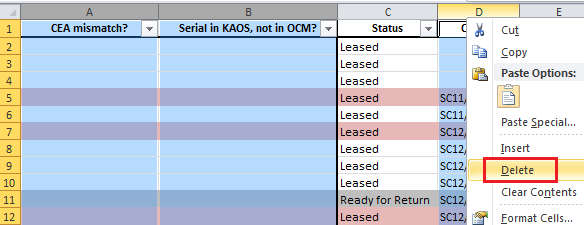 A B C D E
1 CEA mismatch? Serial in KAOS, not in OCM? Status
2 Leased
3 Leased
4 Leased
5 Leased SC11/
6 Leased SC11/
7 Leased SC12/
8 Leased SC12/
9 Leased SC12/
10 Leased SC12/
11 Ready for Return SC12/
12 Leased SC12/
Cut
Copy
Paste Options:
Paste Special...
Insert
Delete
Clear Contents
Format Cells...